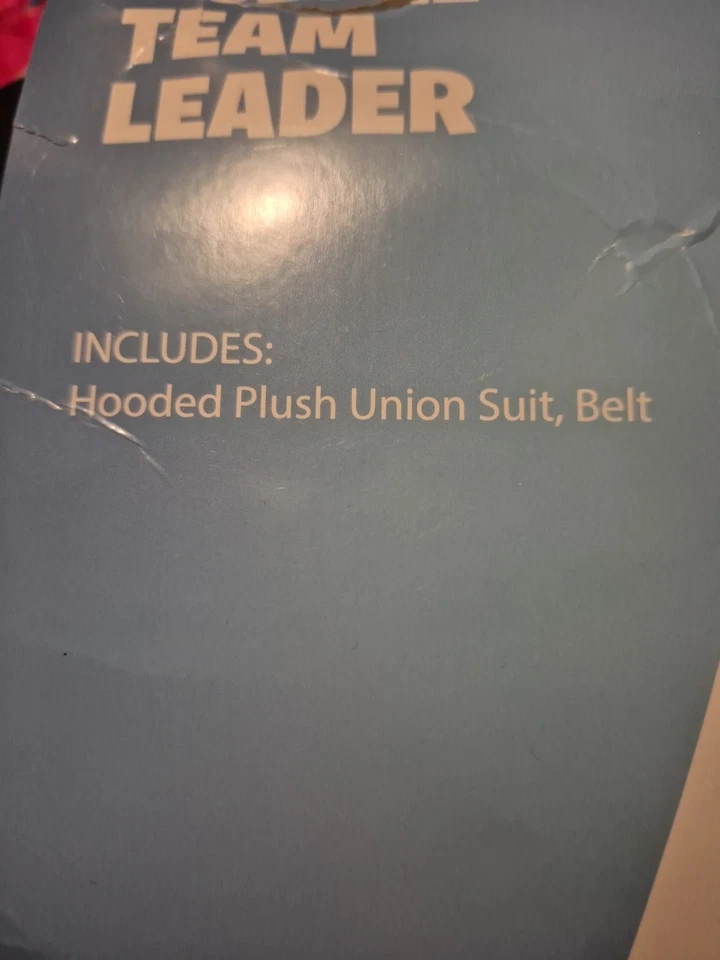 TEAM
LEADER
INCLUDES:
Hooded Plush Union Suit, Belt